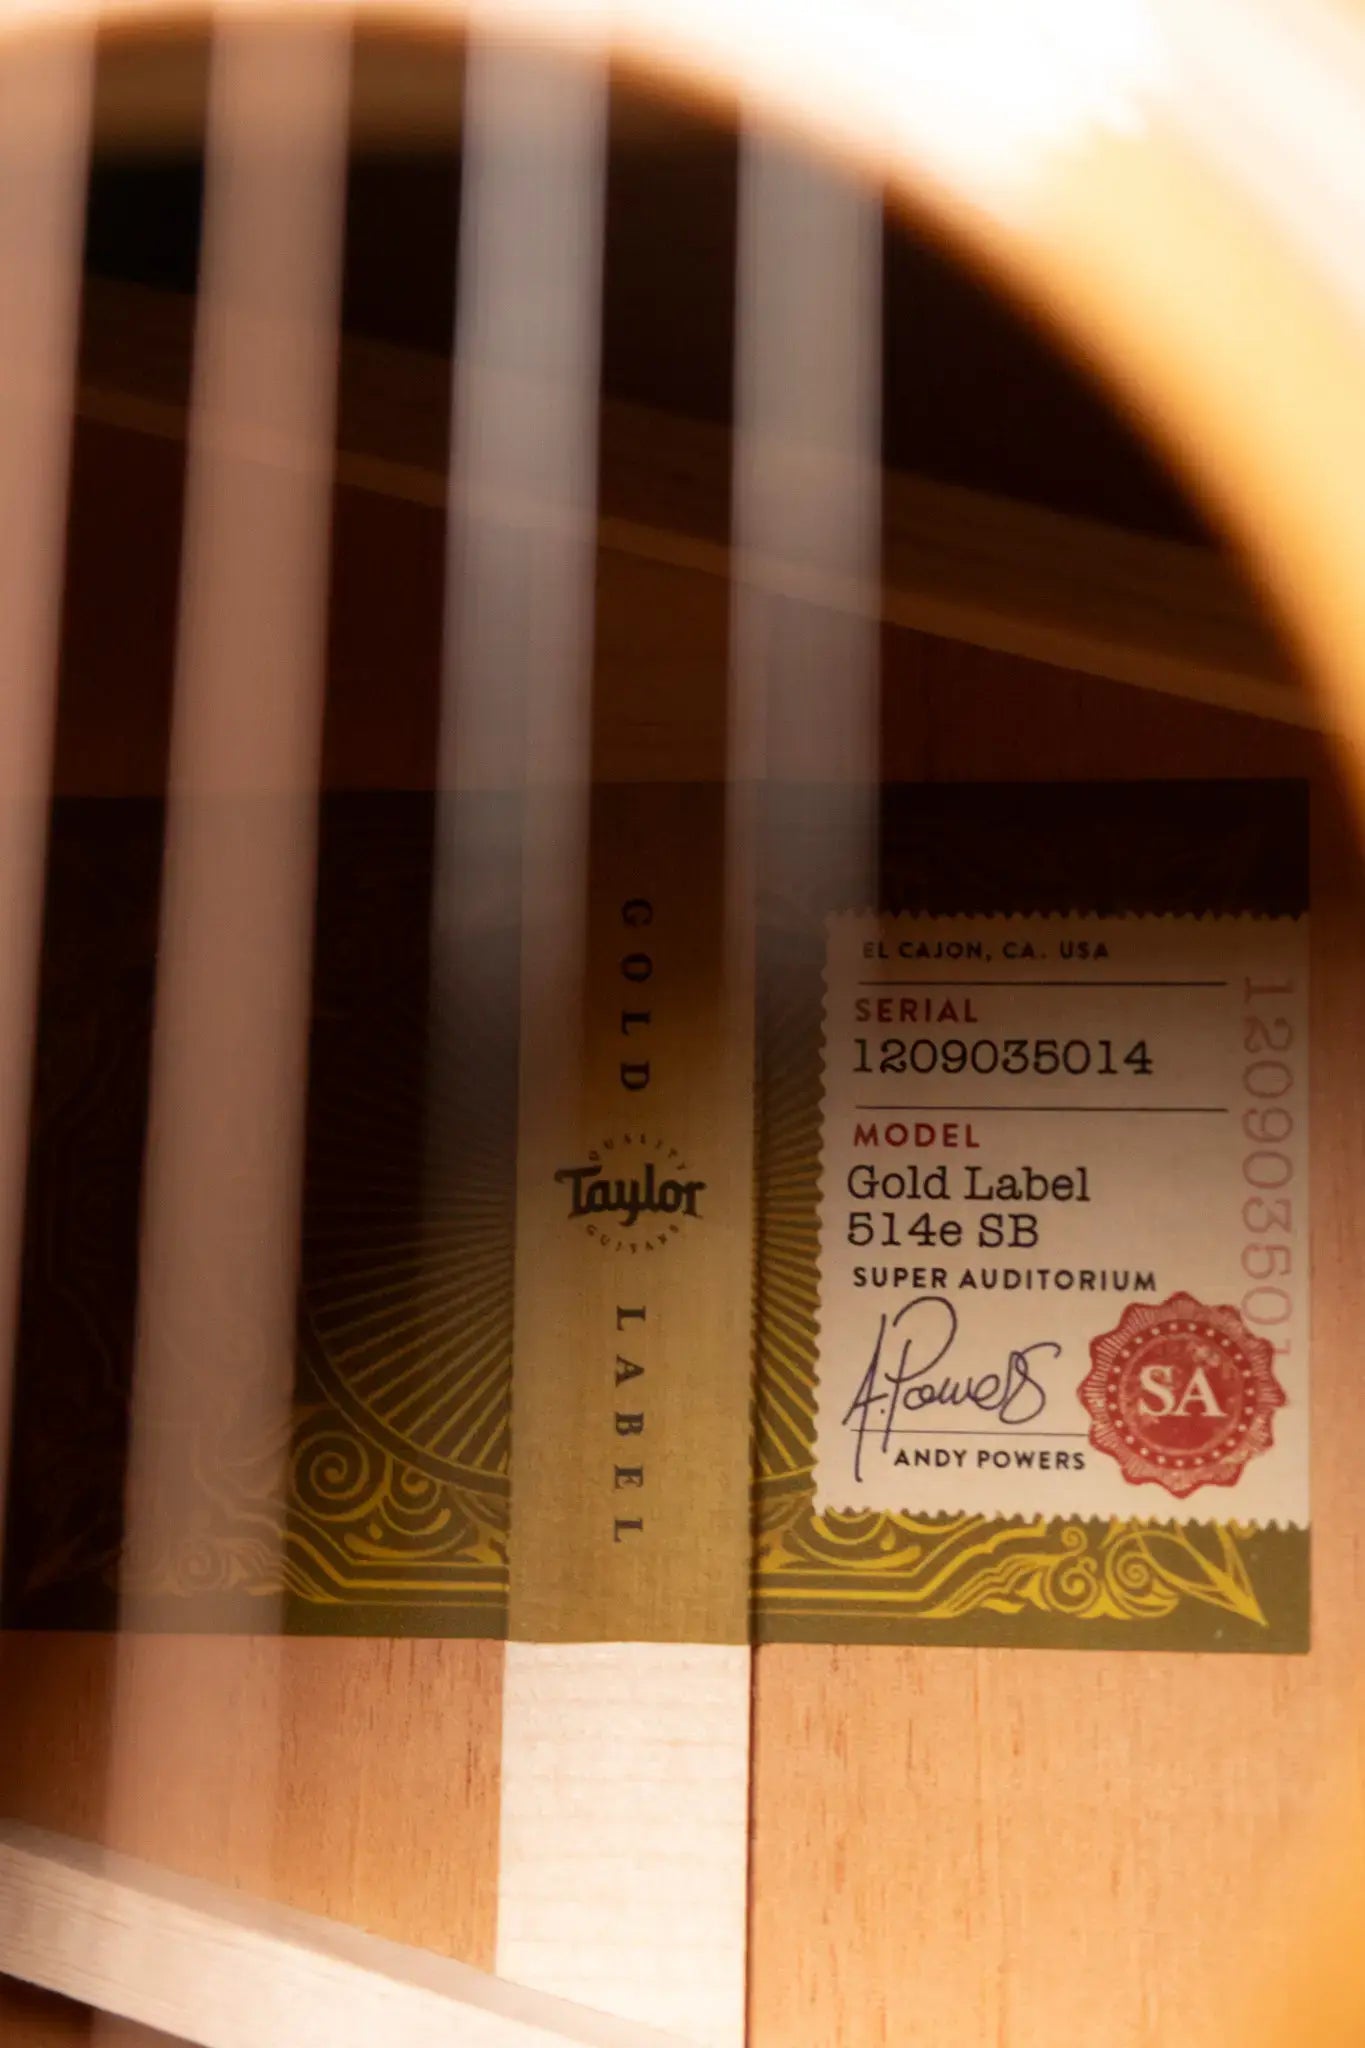 GOLD
QUALITY
Taylor
GUITARS
LABEL
EL CAJON, CA. USA
SERIAL
1209035014
MODEL
Gold Label
514e SB
SUPER AUDITORIUM
A. Powers
ANDY POWERS
SA
120903501